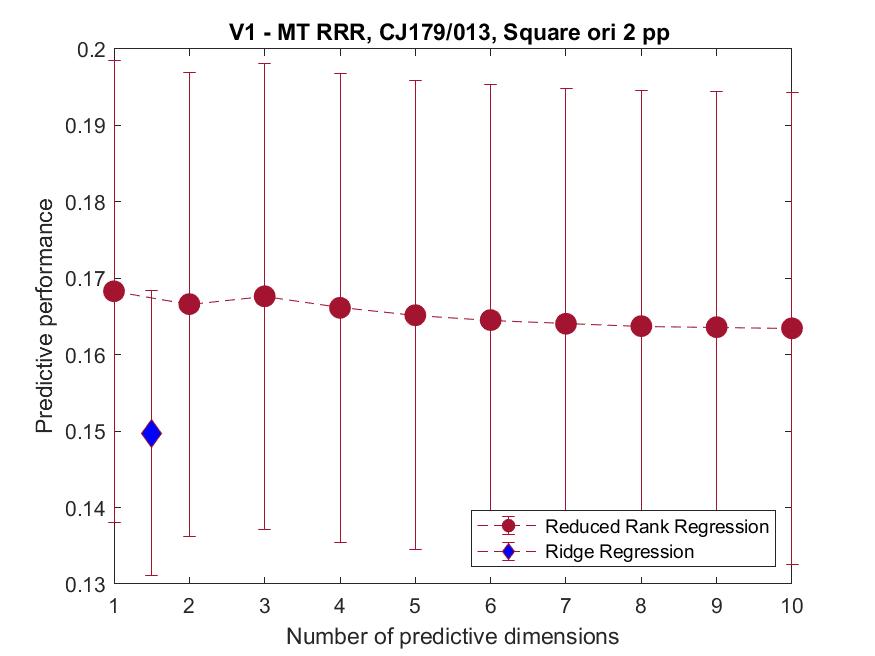 V1 - MT RRR, CJ179/013, Square ori 2 pp
0.2
0.19
0.18
0.17
0.16
0.15
0.14
0.13
Predictive performance
Reduced Rank Regression
Ridge Regression
1 2 3 4 5 6 7 8 9 10
Number of predictive dimensions